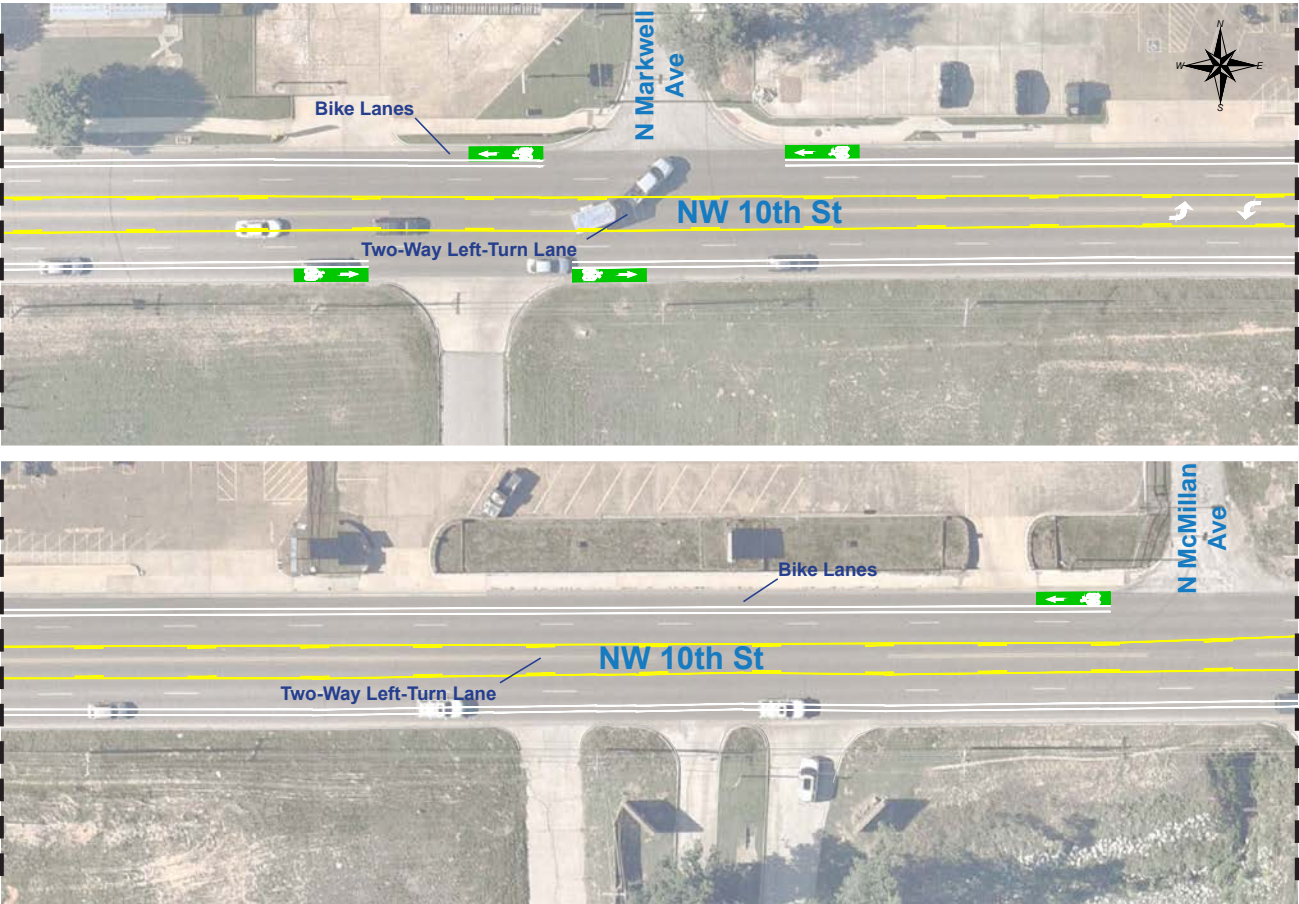 N Markwell
Ave
N
W
E
S
Bike Lanes
NW 10th St
Two-Way Left-Turn Lane
N McMillan
Ave
Bike Lanes
NW 10th St
Two-Way Left-Turn Lane